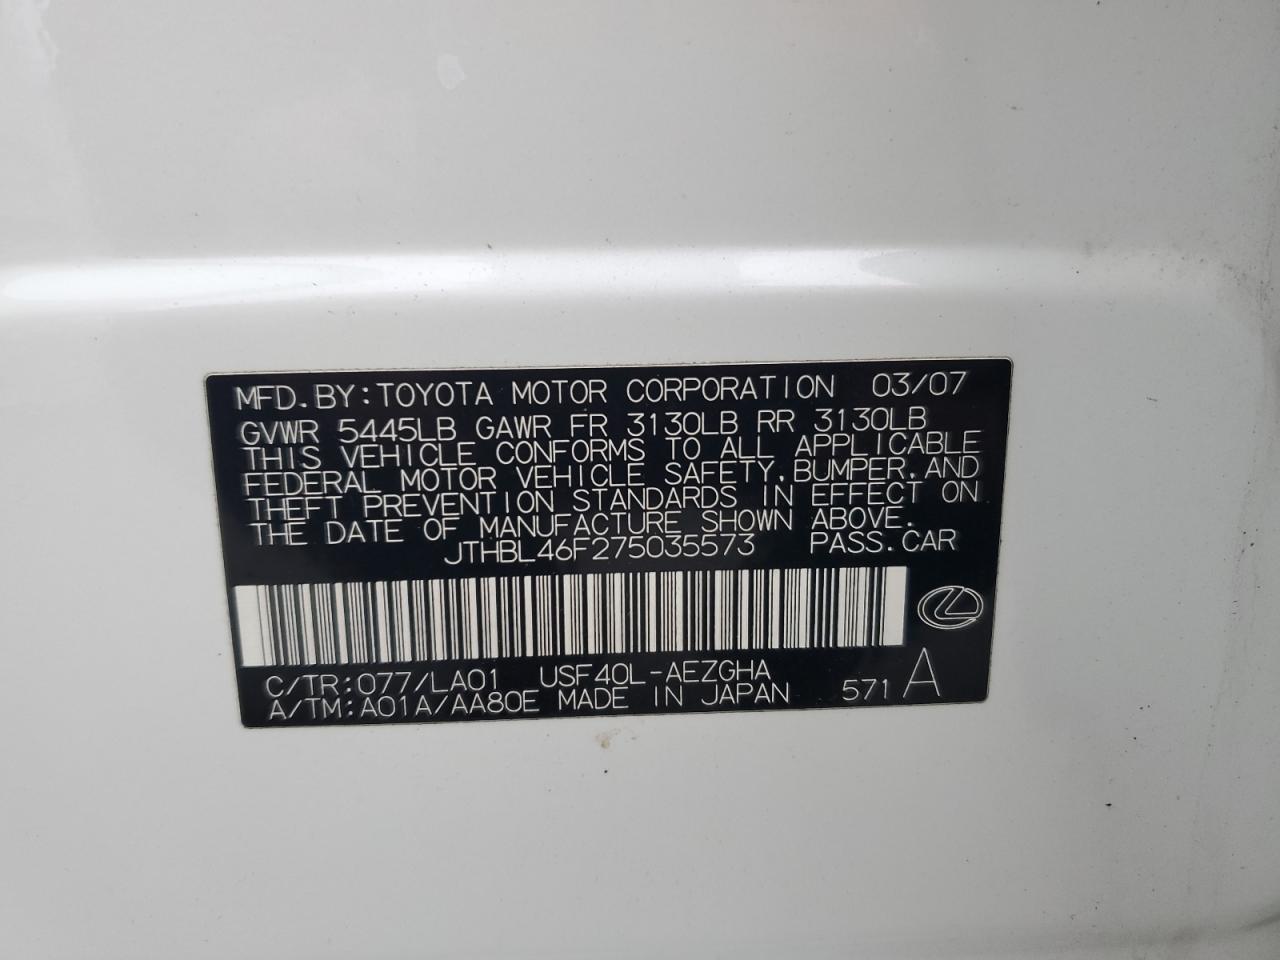 MFD.BY:TOYOTA MOTOR CORPORATION 03/07
GVWR 5445LB GAWR FR 3130LB RR 3130LB
THIS VEHICLE CONFORMS TO ALL APPLICABLE
FEDERAL MOTOR VEHICLE SAFETY,BUMPER,AND
THEFT PREVENTION STANDARDS IN EFFECT ON
THE DATE OF MANUFACTURE SHOWN ABOVE.
JTHBL46F275035573 PASS.CAR
C/TR:077/LA01 USF40L-AEZGHA
A/TM:A01A/AA80E MADE IN JAPAN 571 A